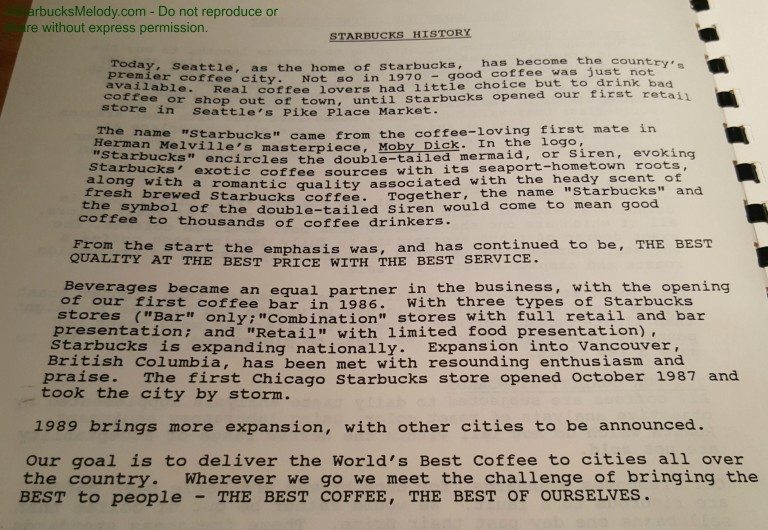 StarbucksMelody.com - Do not reproduce or
share without express permission.
STARBUCKS HISTORY
Today, Seattle, as the home of Starbucks, has become the country's
premier coffee city. Not so in 1970 - good coffee was just not
available. Real coffee lovers had little choice but to drink bad
coffee or shop out of town, until Starbucks opened our first retail
store in Seattle's Pike Place Market.
The name "Starbucks" came from the coffee-loving first mate in
Herman Melville's masterpiece, Moby Dick. In the logo,
"Starbucks" encircles the double-tailed mermaid, or Siren, evoking
Starbucks' exotic coffee sources with its seaport-hometown roots,
along with a romantic quality associated with the heady scent of
fresh brewed Starbucks coffee. Together, the name "Starbucks" and
the symbol of the double-tailed Siren would come to mean good
coffee to thousands of coffee drinkers.
From the start the emphasis was, and has continued to be, THE BEST
QUALITY AT THE BEST PRICE WITH THE BEST SERVICE.
Beverages became an equal partner in the business, with the opening
of our first coffee bar in 1986. With three types of Starbucks
stores ("Bar" only;"Combination" stores with full retail and bar
presentation; and "Retail" with limited food presentation),
Starbucks is expanding nationally. Expansion into Vancouver,
British Columbia, has been met with resounding enthusiasm and
praise. The first Chicago Starbucks store opened October 1987 and
took the city by storm.
1989 brings more expansion, with other cities to be announced.
Our goal is to deliver the World's Best Coffee to cities all over
the country. Wherever we go we meet the challenge of bringing the
BEST to people - THE BEST COFFEE, THE BEST OF OURSELVES.